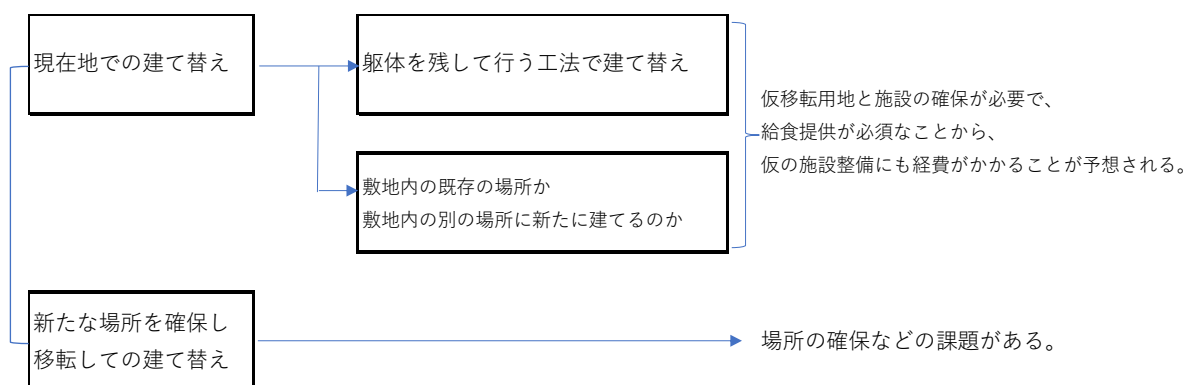 現在地での建て替え
躯体を残して行う工法で建て替え
敷地内の既存の場所か
敷地内の別の場所に新たに建てるのか
仮移転用地と施設の確保が必要で、
給食提供が必須なことから、
仮の施設整備にも経費がかかることが予想される。
新たな場所を確保し
移転しての建て替え
場所の確保などの課題がある。